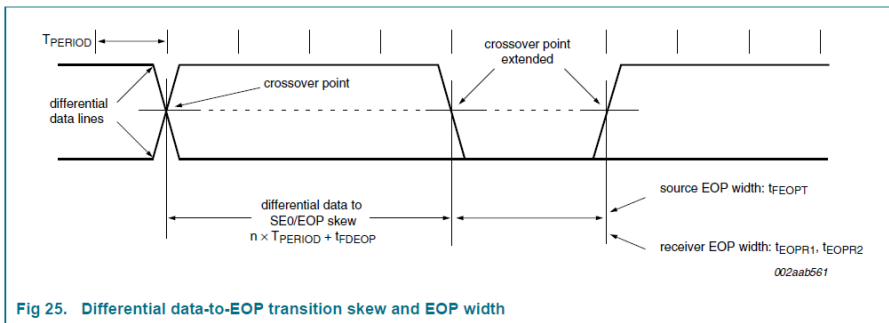 TPERIOD
crossover point
extended
crossover point
differential
data lines
differential data to
SE0/EOP skew
n × TPERIOD + tFDEOP
source EOP width: tFEOPT
receiver EOP width: tEOPR1, tEOPR2
002aab561
Fig 25. Differential data-to-EOP transition skew and EOP width